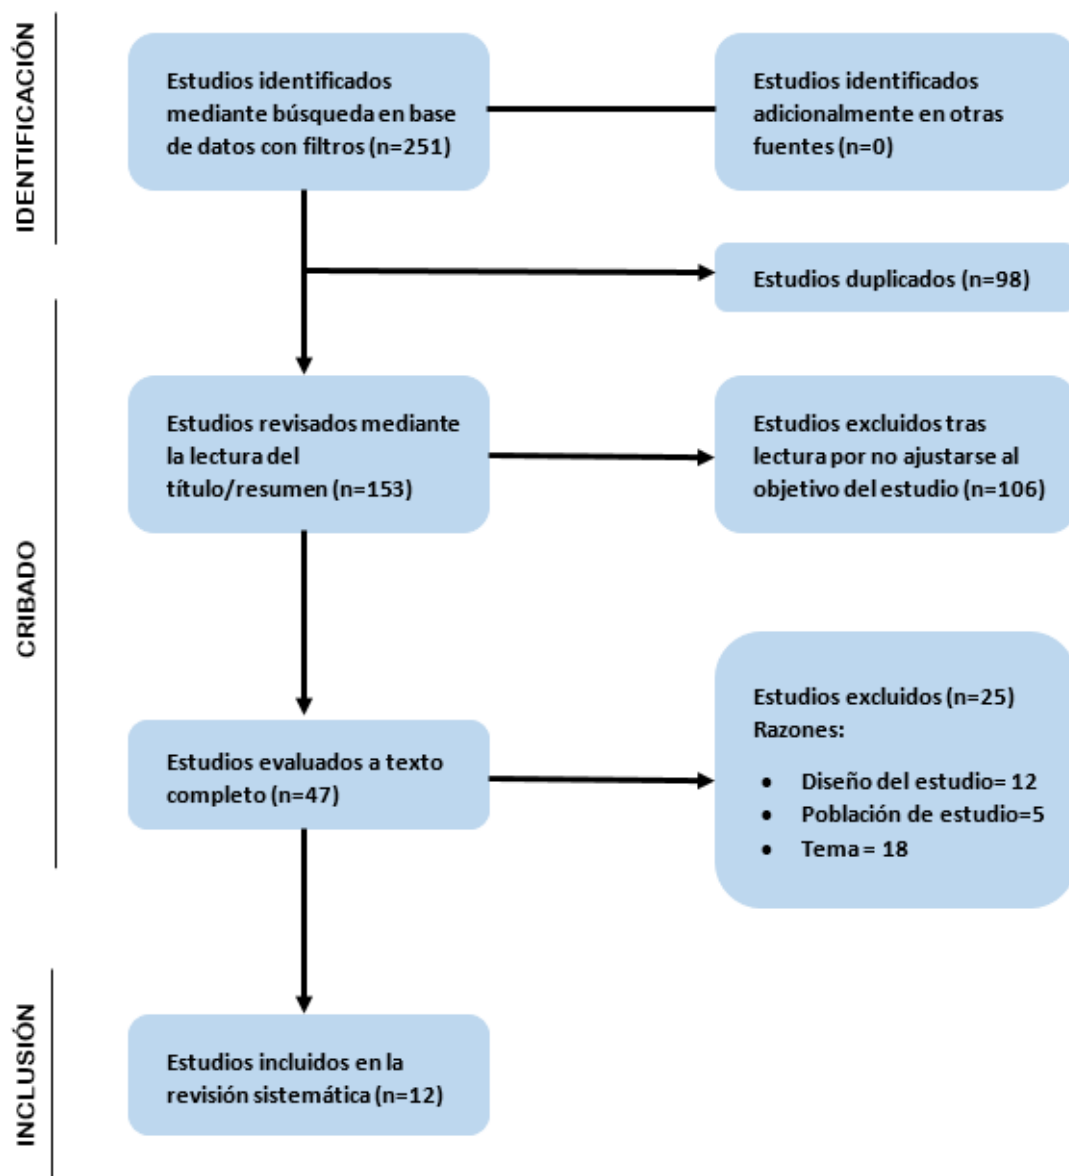 IDENTIFICACIÓN
Estudios identificados
mediante búsqueda en base
de datos con filtros (n=251)
Estudios identificados
adicionalmente en otras
fuentes (n=0)
Estudios duplicados (n=98)
CRIBADO
Estudios revisados mediante
la lectura del
título/resumen (n=153)
Estudios excluidos tras
lectura por no ajustarse al
objetivo del estudio (n=106)
Estudios evaluados a texto
completo (n=47)
Estudios excluidos (n=25)
Razones:
• Diseño del estudio= 12
• Población de estudio=5
• Tema = 18
INCLUSIÓN
Estudios incluidos en la
revisión sistemática (n=12)